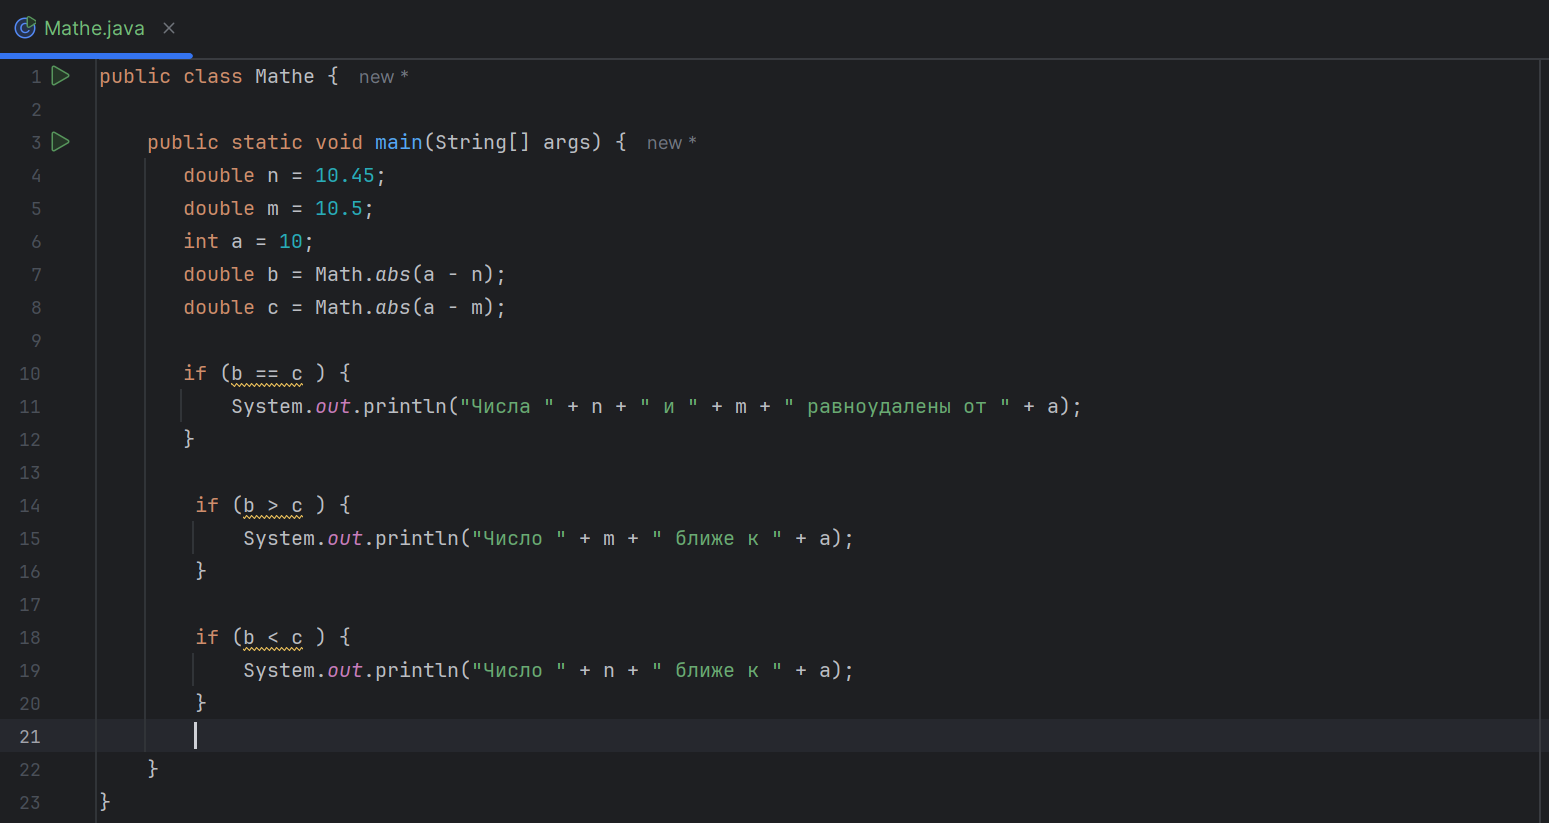 Mathe.java ×
1 public class Mathe { new *
2
3     public static void main(String[] args) { new *
4        double n = 10.45;
5        double m = 10.5;
6        int a = 10;
7        double b = Math.abs(a - n);
8        double c = Math.abs(a - m);
9
10        if (b == c ) {
11            System.out.println("Числа " + n + " и " + m + " равноудалены от " + a);
12        }
13
14         if (b > c ) {
15             System.out.println("Число " + m + " ближе к " + a);
16         }
17
18         if (b < c ) {
19             System.out.println("Число " + n + " ближе к " + a);
20         }
21
22     }
23 }